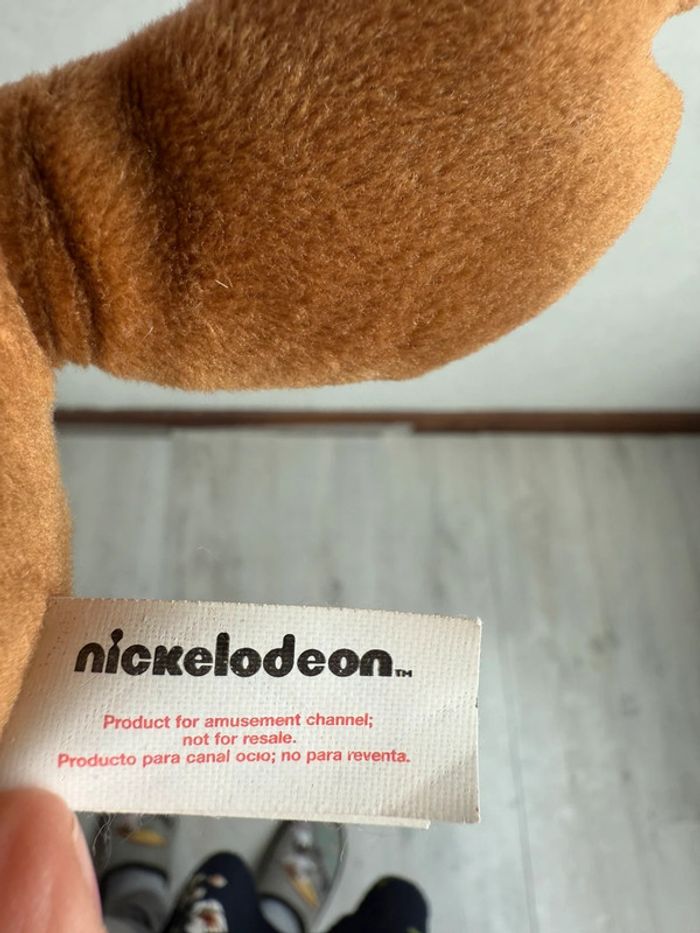 nickelodeon™
Product for amusement channel;
not for resale.
Producto para canal ocio; no para reventa.